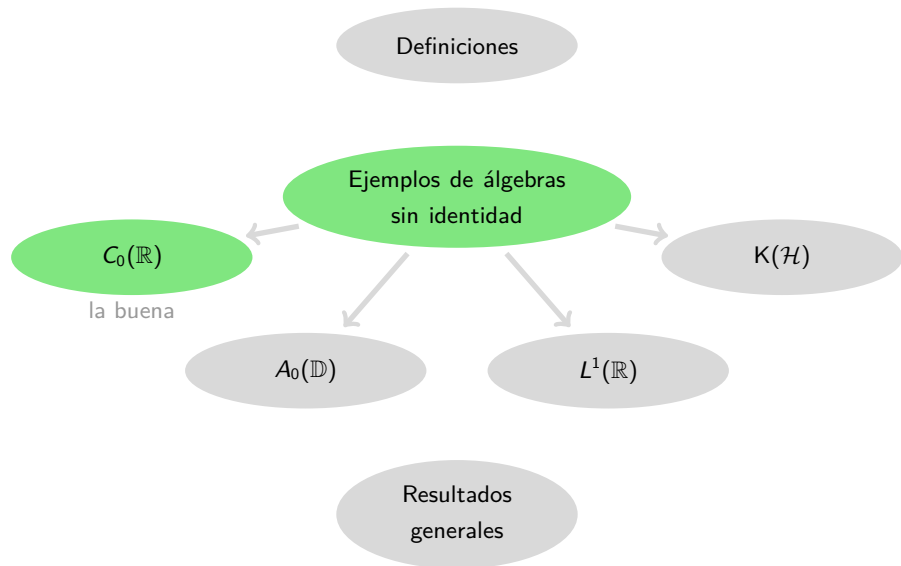 Definiciones
Ejemplos de álgebras
sin identidad
C₀(ℝ)
la buena
K(ℋ)
A₀(𝔻)
L¹(ℝ)
Resultados
generales